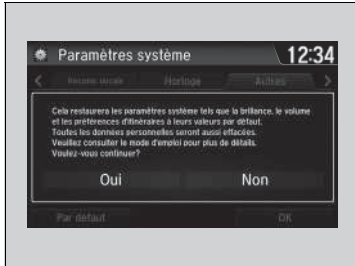 Paramètres système
12:34
Reconn. vocale Horloge Autres
Cela restaurera les paramètres système tels que la brillance, le volume
et les préférences d'itinéraires à leurs valeurs par défaut.
Toutes les données personnelles seront aussi effacées.
Veuillez consulter le mode d'emploi pour plus de détails.
Voulez-vous continuer?
Oui Non
Par défaut OK